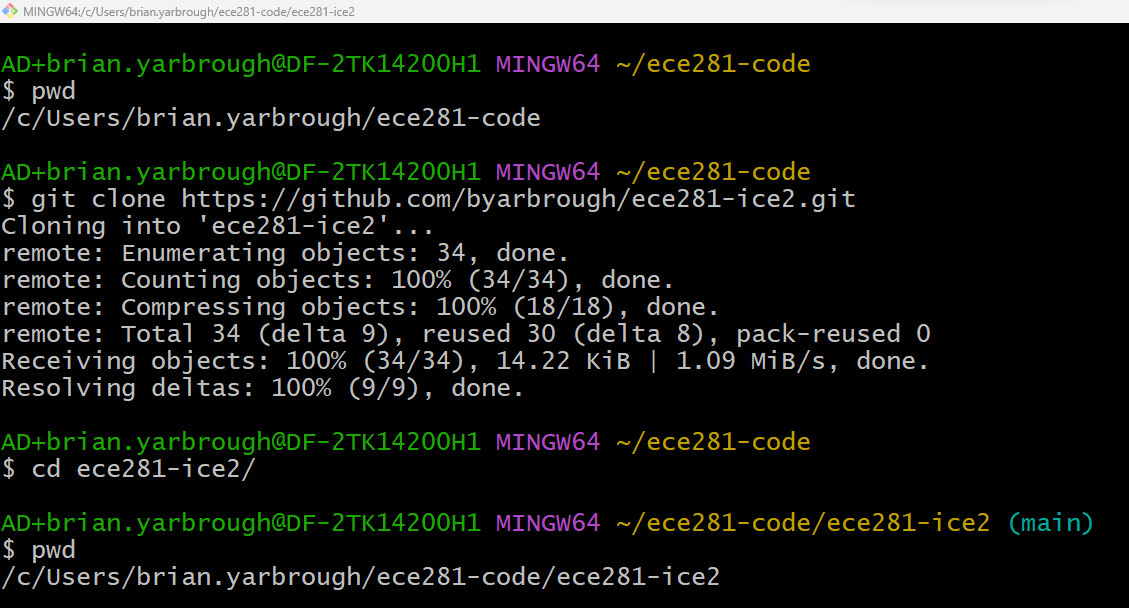 MINGW64:/c/Users/brian.yarbrough/ece281-code/ece281-ice2
AD+brian.yarbrough@DF-2TK14200H1 MINGW64 ~/ece281-code
$ pwd
/c/Users/brian.yarbrough/ece281-code
AD+brian.yarbrough@DF-2TK14200H1 MINGW64 ~/ece281-code
$ git clone https://github.com/byarbrough/ece281-ice2.git
Cloning into 'ece281-ice2'...
remote: Enumerating objects: 34, done.
remote: Counting objects: 100% (34/34), done.
remote: Compressing objects: 100% (18/18), done.
remote: Total 34 (delta 9), reused 30 (delta 8), pack-reused 0
Receiving objects: 100% (34/34), 14.22 KiB | 1.09 MiB/s, done.
Resolving deltas: 100% (9/9), done.
AD+brian.yarbrough@DF-2TK14200H1 MINGW64 ~/ece281-code
$ cd ece281-ice2/
AD+brian.yarbrough@DF-2TK14200H1 MINGW64 ~/ece281-code/ece281-ice2 (main)
$ pwd
/c/Users/brian.yarbrough/ece281-code/ece281-ice2